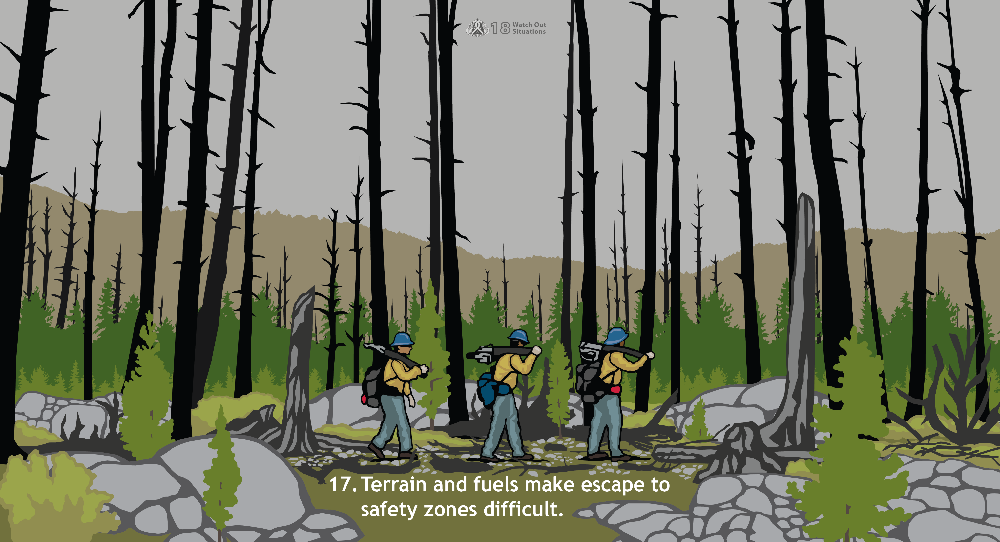 18 Watch Out
Situations
17. Terrain and fuels make escape to
safety zones difficult.